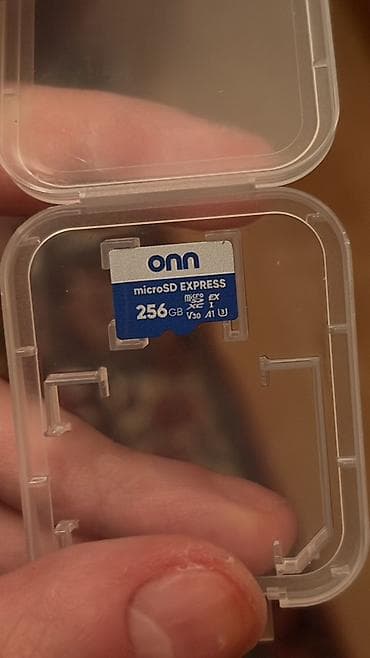 onn
microSD EXPRESS
256GB
micro SD XC EX I
V30 A1 U3